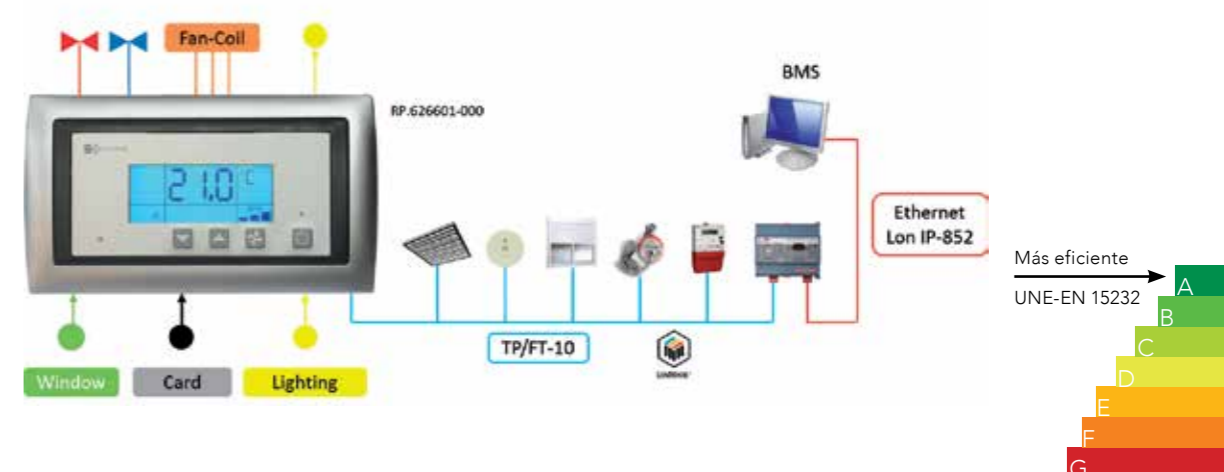 Fan-Coil
RP.626601-000
BMS
21.0 °C
Ethernet
Lon IP-852
TP/FT-10
Window
Card
Lighting
Más eficiente
UNE-EN 15232
A
B
C
D
E
F
G